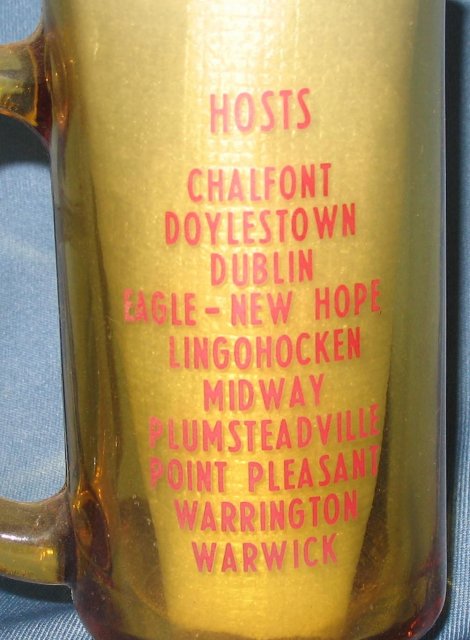 HOSTS
CHALFONT
DOYLESTOWN
DUBLIN
EAGLE - NEW HOPE
LINGOHOCKEN
MIDWAY
PLUMSTEADVILLE
POINT PLEASANT
WARRINGTON
WARWICK